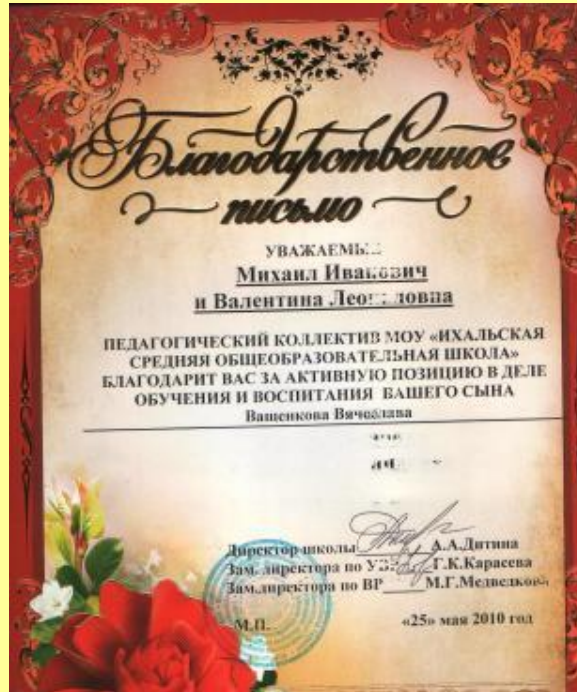 Благодарственное
письмо
УВАЖАЕМЫЕ
Михаил Иванович
и Валентина Леонидовна
ПЕДАГОГИЧЕСКИЙ КОЛЛЕКТИВ МОУ «ИХАЛЬСКАЯ
СРЕДНЯЯ ОБЩЕОБРАЗОВАТЕЛЬНАЯ ШКОЛА»
БЛАГОДАРИТ ВАС ЗА АКТИВНУЮ ПОЗИЦИЮ В ДЕЛЕ
ОБУЧЕНИЯ И ВОСПИТАНИЯ ВАШЕГО СЫНА
Ващенкова Вячеслава
Директор школы А.А.Дитина
Зам. директора по Г.К.Карасева
Зам.директора по ВР М.Г.Медведкова
М.П. «25» мая 2010 год